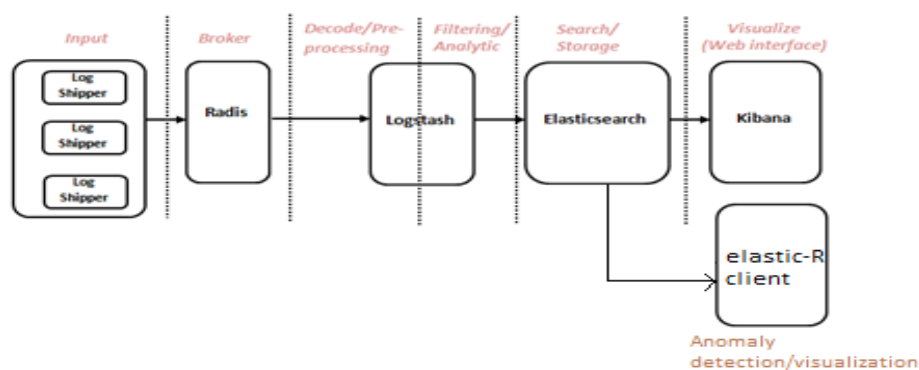 Input
Broker
Decode/Pre-
processing
Filtering/
Analytic
Search/
Storage
Visualize
(Web interface)
Log
Shipper
Log
Shipper
Log
Shipper
Radis
Logstash
Elasticsearch
Kibana
elastic-R
client
Anomaly
detection/visualization